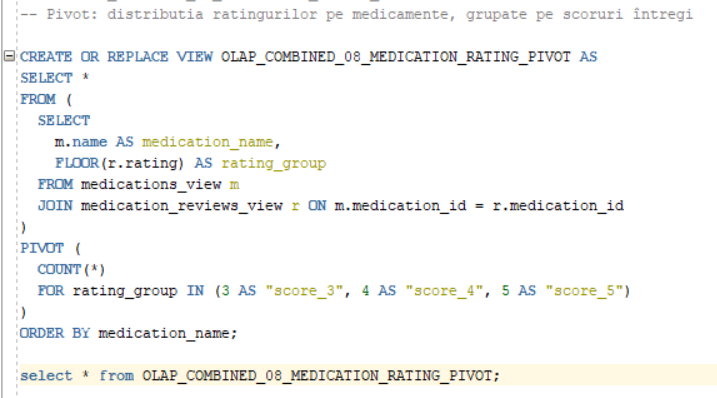 -- Pivot: distributia ratingurilor pe medicamente, grupate pe scoruri întregi
CREATE OR REPLACE VIEW OLAP_COMBINED_08_MEDICATION_RATING_PIVOT AS
SELECT *
FROM (
  SELECT
    m.name AS medication_name,
    FLOOR(r.rating) AS rating_group
  FROM medications_view m
  JOIN medication_reviews_view r ON m.medication_id = r.medication_id
)
PIVOT (
  COUNT(*)
  FOR rating_group IN (3 AS "score_3", 4 AS "score_4", 5 AS "score_5")
)
ORDER BY medication_name;
select * from OLAP_COMBINED_08_MEDICATION_RATING_PIVOT;